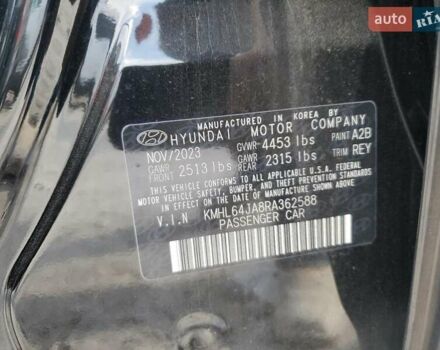 auto RIA
MANUFACTURED IN KOREA BY
HYUNDAI MOTOR COMPANY
NOV/2023 GVWR 4453 lbs PAINT A2B
GAWR FRONT 2513 lbs GAWR REAR 2315 lbs TRIM REY
THIS VEHICLE CONFORMS TO ALL APPLICABLE U.S.A. FEDERAL
MOTOR VEHICLE SAFETY, BUMPER, AND THEFT PREVENTION
STANDARDS IN EFFECT ON THE DATE OF MANUFACTURE SHOWN ABOVE.
V.I.N KMHL64JA8RA362588
PASSENGER CAR